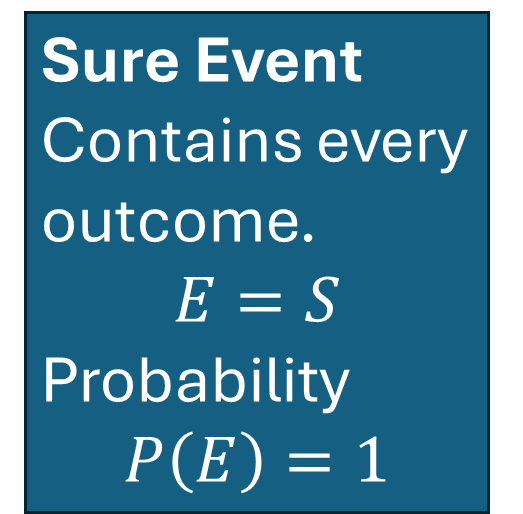 Sure Event
Contains every
outcome.
E = S
Probability
P(E) = 1